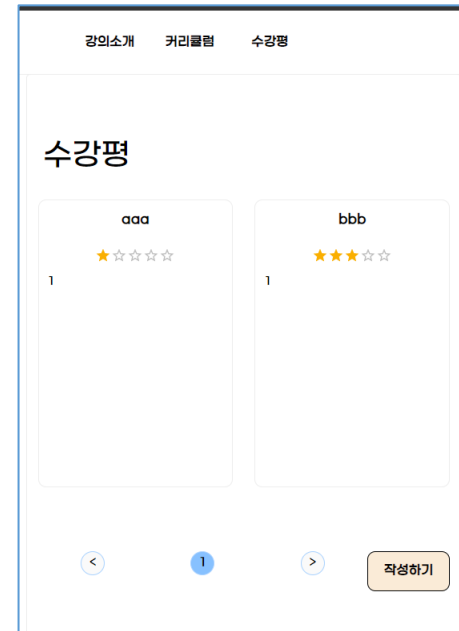 강의소개 커리큘럼 수강평
수강평
aaa bbb
1 1
< 1 > 작성하기